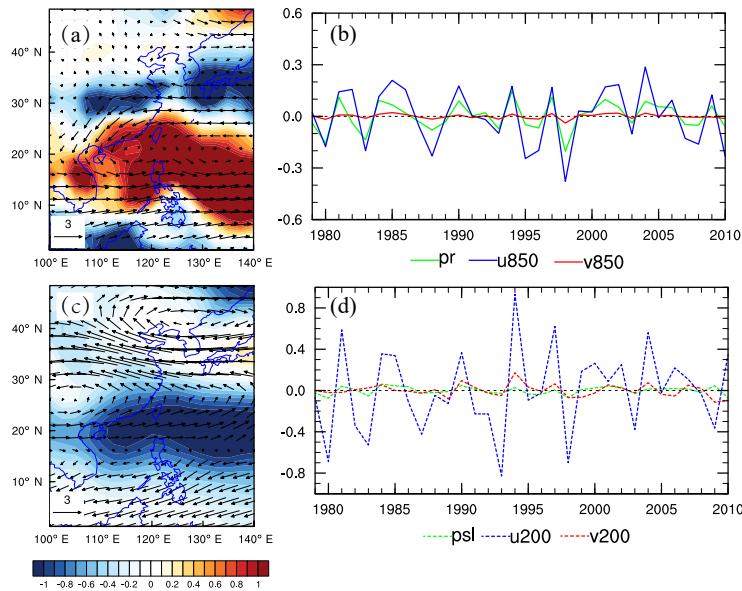 (a)
40° N
30° N
20° N
10° N
3
100° E 110° E 120° E 130° E 140° E
(b)
0.6
0.3
0.0
-0.3
-0.6
1980 1985 1990 1995 2000 2005 2010
pr u850 v850
(c)
40° N
30° N
20° N
10° N
3
100° E 110° E 120° E 130° E 140° E
-1 -0.8 -0.6 -0.4 -0.2 0 0.2 0.4 0.6 0.8 1
(d)
0.8
0.4
0.0
-0.4
-0.8
1980 1985 1990 1995 2000 2005 2010
psl u200 v200